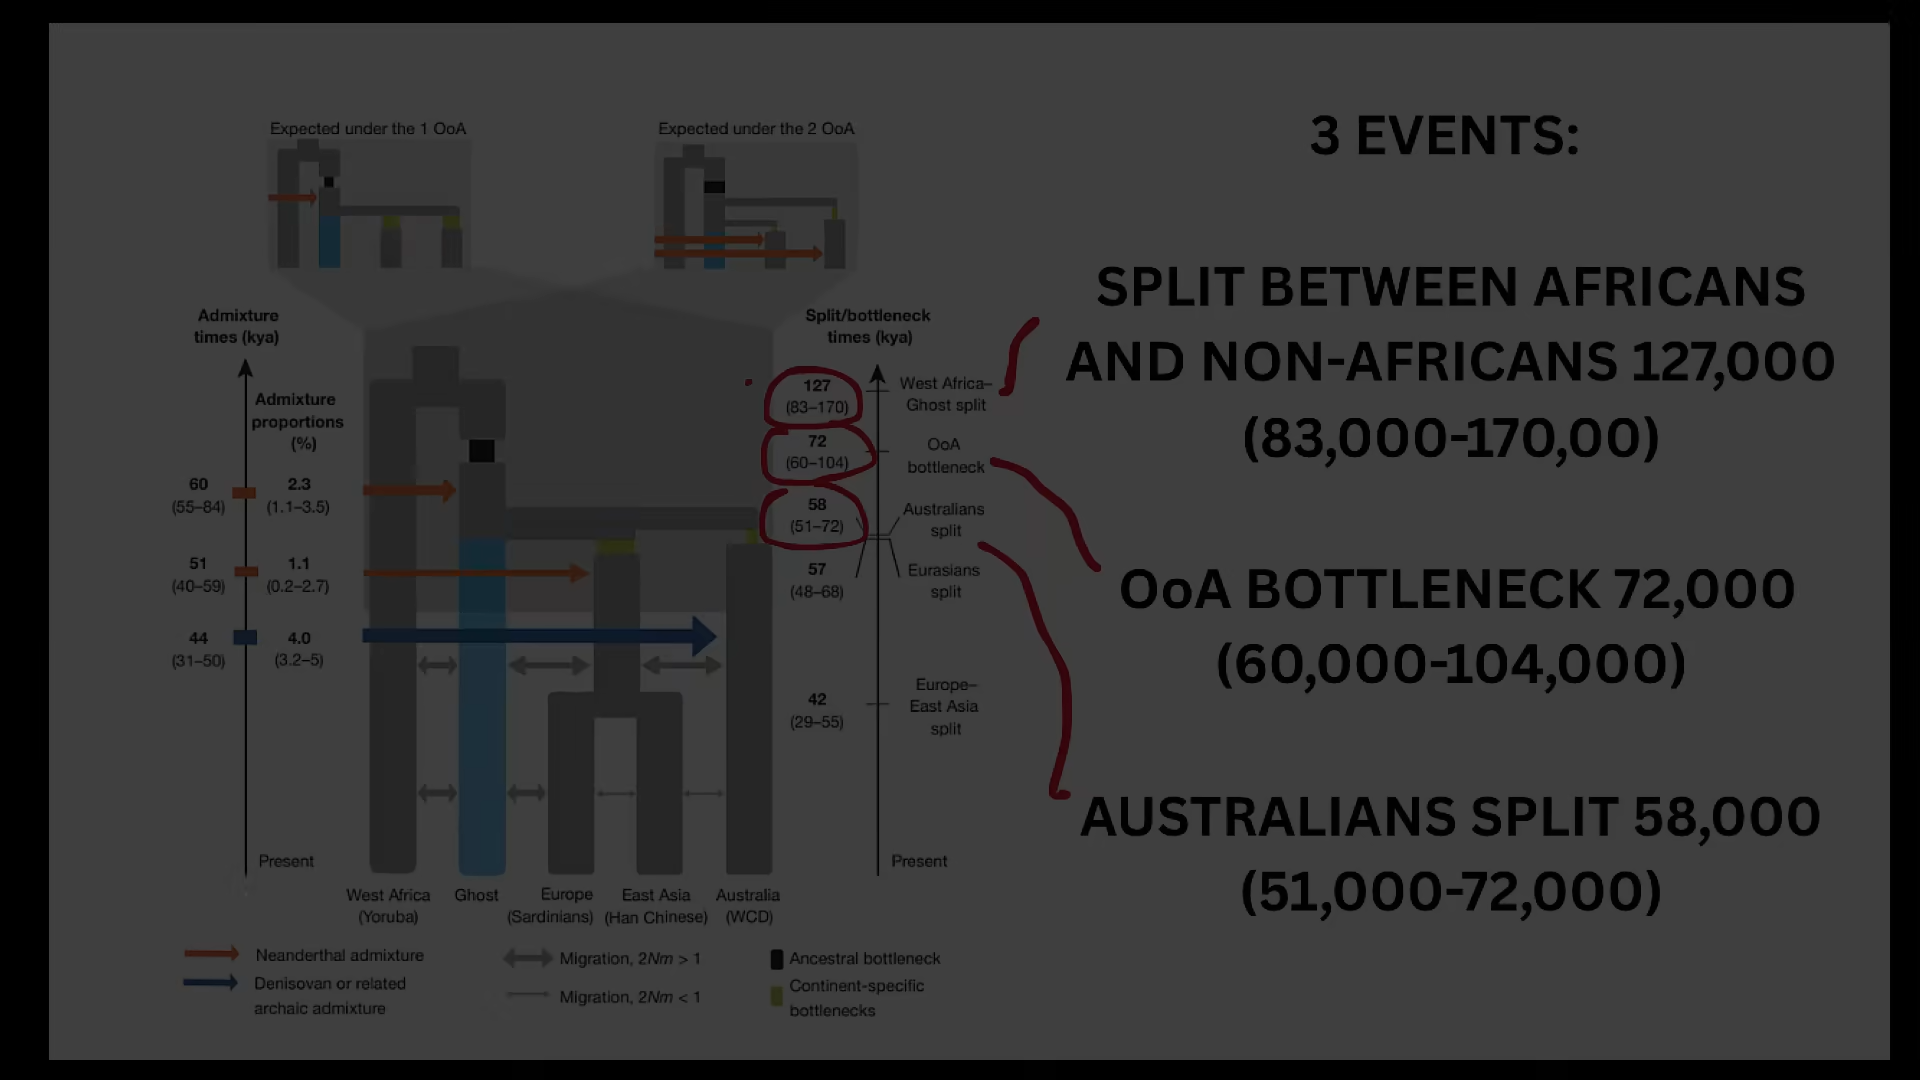 Expected under the 1 OoA
Expected under the 2 OoA
Admixture
times (kya)
Admixture
proportions
(%)
60
(55–84)
2.3
(1.1–3.5)
51
(40–59)
1.1
(0.2–2.7)
44
(31–50)
4.0
(3.2–5)
Present
Split/bottleneck
times (kya)
127
(83–170)
West Africa–
Ghost split
72
(60–104)
OoA
bottleneck
58
(51–72)
Australians
split
57
(48–68)
Eurasians
split
42
(29–55)
Europe–
East Asia
split
Present
West Africa
(Yoruba)
Ghost
Europe
(Sardinians)
East Asia
(Han Chinese)
Australia
(WCD)
Neanderthal admixture
Denisovan or related
archaic admixture
Migration, 2Nm > 1
Migration, 2Nm < 1
Ancestral bottleneck
Continent-specific
bottlenecks
3 EVENTS:
SPLIT BETWEEN AFRICANS
AND NON-AFRICANS 127,000
(83,000-170,00)
OoA BOTTLENECK 72,000
(60,000-104,000)
AUSTRALIANS SPLIT 58,000
(51,000-72,000)